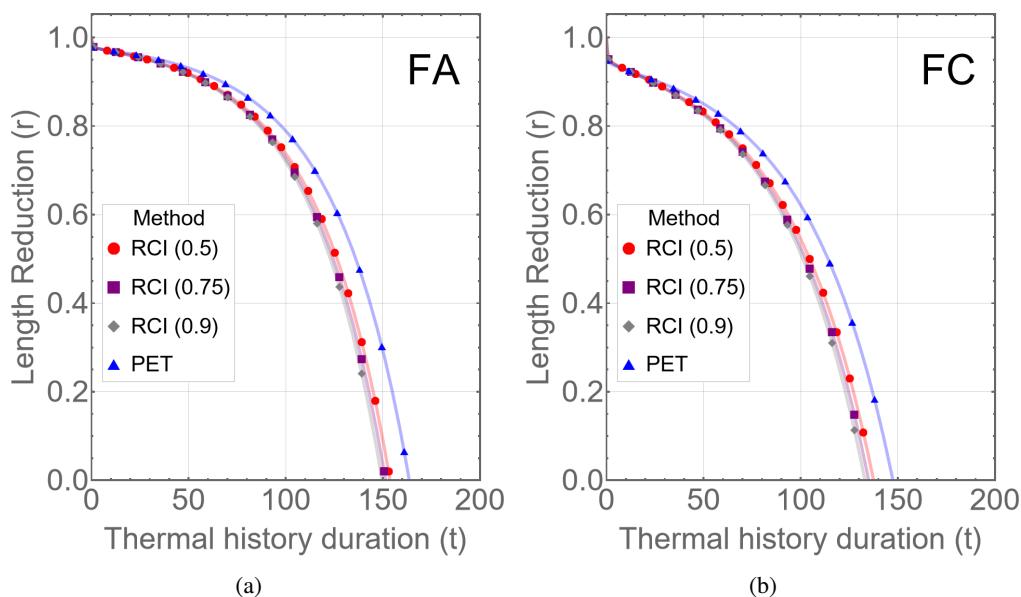 1.0
0.8
0.6
0.4
0.2
0.0
0
50
100
150
200
Length Reduction (r)
Thermal history duration (t)
FA
Method
RCI (0.5)
RCI (0.75)
RCI (0.9)
PET
(a)
1.0
0.8
0.6
0.4
0.2
0.0
0
50
100
150
200
Length Reduction (r)
Thermal history duration (t)
FC
Method
RCI (0.5)
RCI (0.75)
RCI (0.9)
PET
(b)